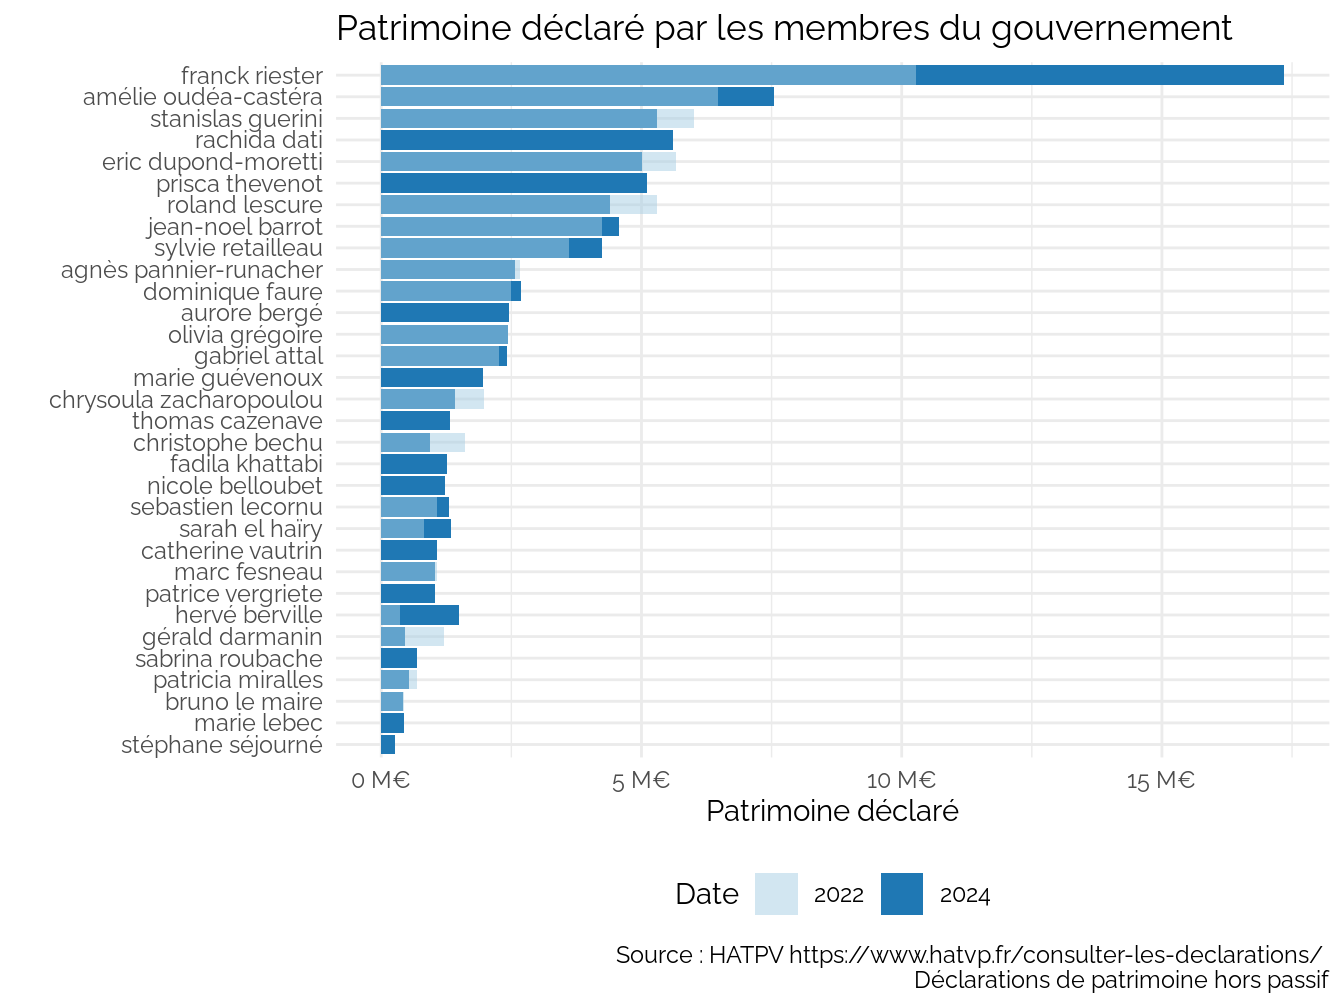 Patrimoine déclaré par les membres du gouvernement
franck riester
amélie oudéa-castéra
stanislas guerini
rachida dati
eric dupond-moretti
prisca thevenot
roland lescure
jean-noel barrot
sylvie retailleau
agnès pannier-runacher
dominique faure
aurore bergé
olivia grégoire
gabriel attal
marie guévenoux
chrysoula zacharopoulou
thomas cazenave
christophe bechu
fadila khattabi
nicole belloubet
sebastien lecornu
sarah el haïry
catherine vautrin
marc fesneau
patrice vergriete
hervé berville
gérald darmanin
sabrina roubache
patricia miralles
bruno le maire
marie lebec
stéphane séjourné
0 M€ 5 M€ 10 M€ 15 M€
Patrimoine déclaré
Date 2022 2024
Source : HATPV https://www.hatvp.fr/consulter-les-declarations/
Déclarations de patrimoine hors passif